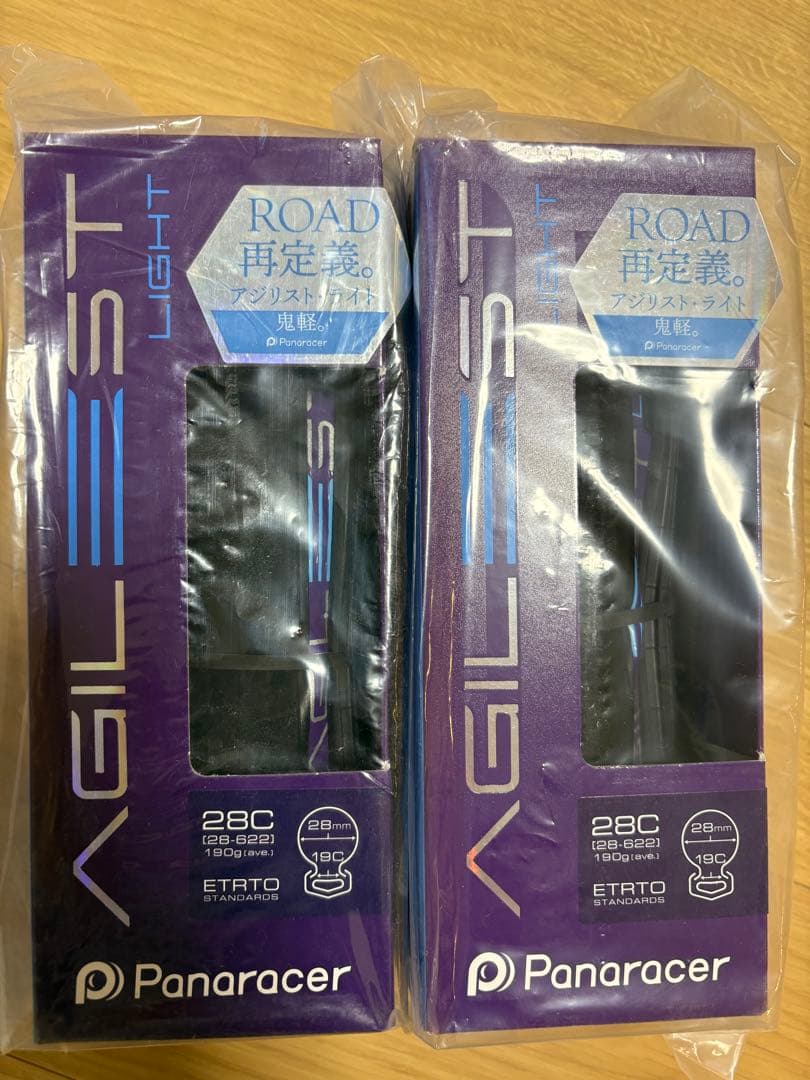 AGILEST
LIGHT
ROAD
再定義。
アジリスト・ライト
鬼軽。
Panaracer
AGILEST
28C
[28-622]
190g(ave.)
ETRTO
STANDARDS
28mm
19C
Panaracer
AGILEST
LIGHT
ROAD
再定義。
アジリスト・ライト
鬼軽。
Panaracer
28C
[28-622]
190g(ave.)
ETRTO
STANDARDS
28mm
19C
Panaracer